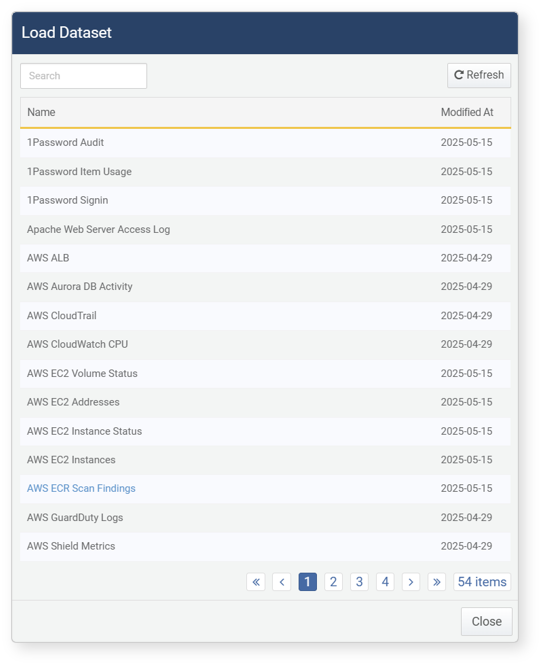 Load Dataset
Search
Refresh
Name Modified At
1Password Audit 2025-05-15
1Password Item Usage 2025-05-15
1Password Signin 2025-05-15
Apache Web Server Access Log 2025-05-15
AWS ALB 2025-04-29
AWS Aurora DB Activity 2025-04-29
AWS CloudTrail 2025-04-29
AWS CloudWatch CPU 2025-04-29
AWS EC2 Volume Status 2025-05-15
AWS EC2 Addresses 2025-05-15
AWS EC2 Instance Status 2025-05-15
AWS EC2 Instances 2025-05-15
AWS ECR Scan Findings 2025-05-15
AWS GuardDuty Logs 2025-04-29
AWS Shield Metrics 2025-04-29
« ‹ 1 2 3 4 › » 54 items
Close